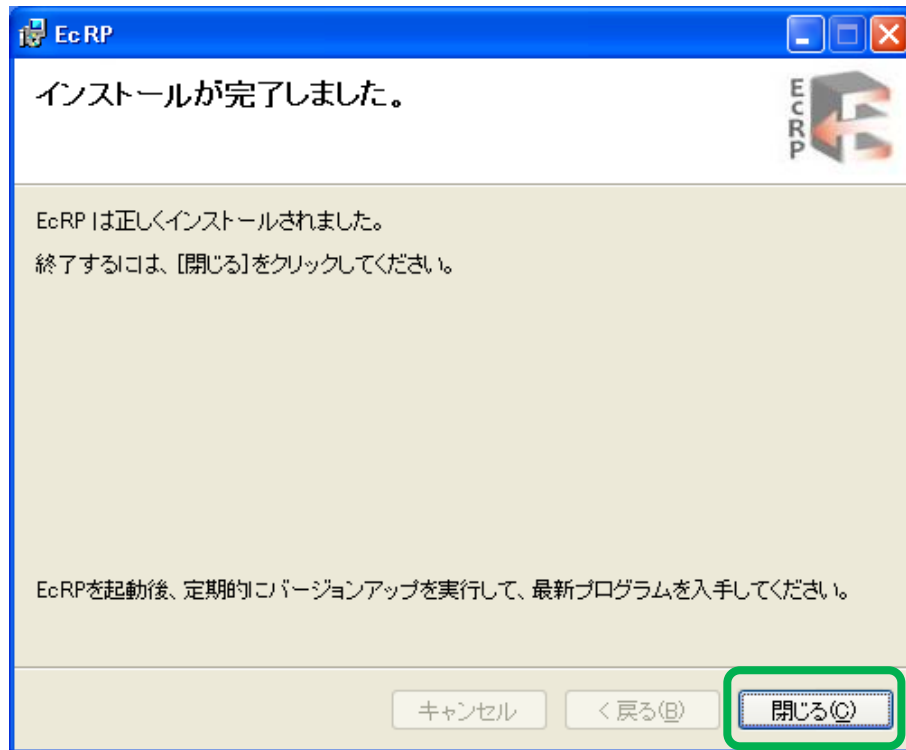 EcRP
インストールが完了しました。
ECRP
EcRP は正しくインストールされました。
終了するには、[閉じる]をクリックしてください。
EcRPを起動後、定期的にバージョンアップを実行して、最新プログラムを入手してください。
キャンセル
< 戻る(B)
閉じる(C)